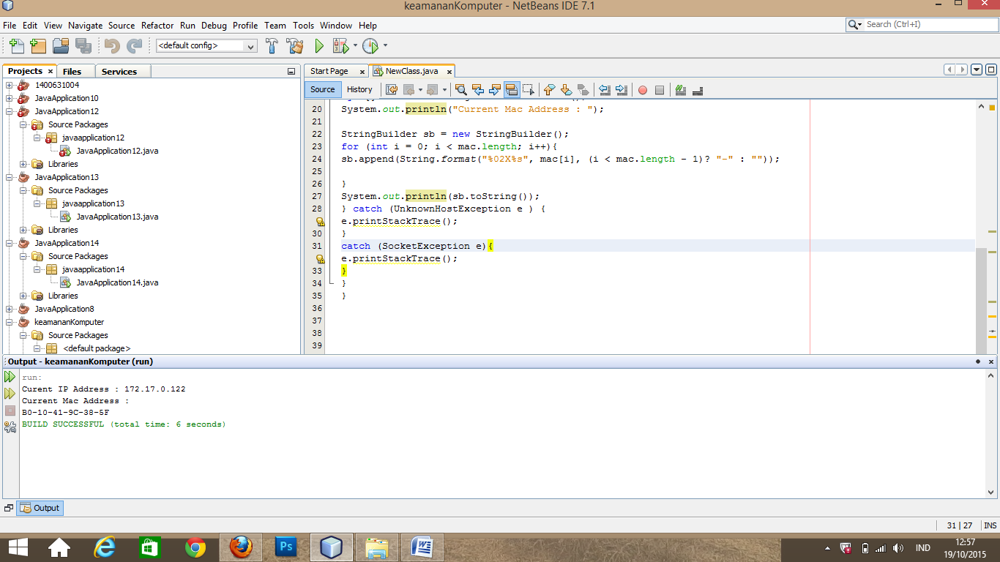 keamananKomputer - NetBeans IDE 7.1
File Edit View Navigate Source Refactor Run Debug Profile Team Tools Window Help
Search (Ctrl+I)
<default config>
Projects Files Services
1400631004
JavaApplication10
JavaApplication12
Source Packages
javaapplication12
JavaApplication12.java
Libraries
JavaApplication13
Source Packages
javaapplication13
JavaApplication13.java
Libraries
JavaApplication14
Source Packages
javaapplication14
JavaApplication14.java
Libraries
JavaApplication8
keamananKomputer
Source Packages
<default package>
Start Page NewClass.java
Source History
20 System.out.println("Current Mac Address : ");
21
22 StringBuilder sb = new StringBuilder();
23 for (int i = 0; i < mac.length; i++){
24 sb.append(String.format("%02X%s", mac[i], (i < mac.length - 1)? "-" : ""));
25
26 }
27 System.out.println(sb.toString());
28 } catch (UnknownHostException e ) {
e.printStackTrace();
30 }
31 catch (SocketException e){
e.printStackTrace();
33 }
34 }
35 }
36
37
38
39
Output - keamananKomputer (run)
run:
Curent IP Address : 172.17.0.122
Current Mac Address :
B0-10-41-9C-38-5F
BUILD SUCCESSFUL (total time: 6 seconds)
Output
31 | 27 INS
Ps
IND
12:57
19/10/2015